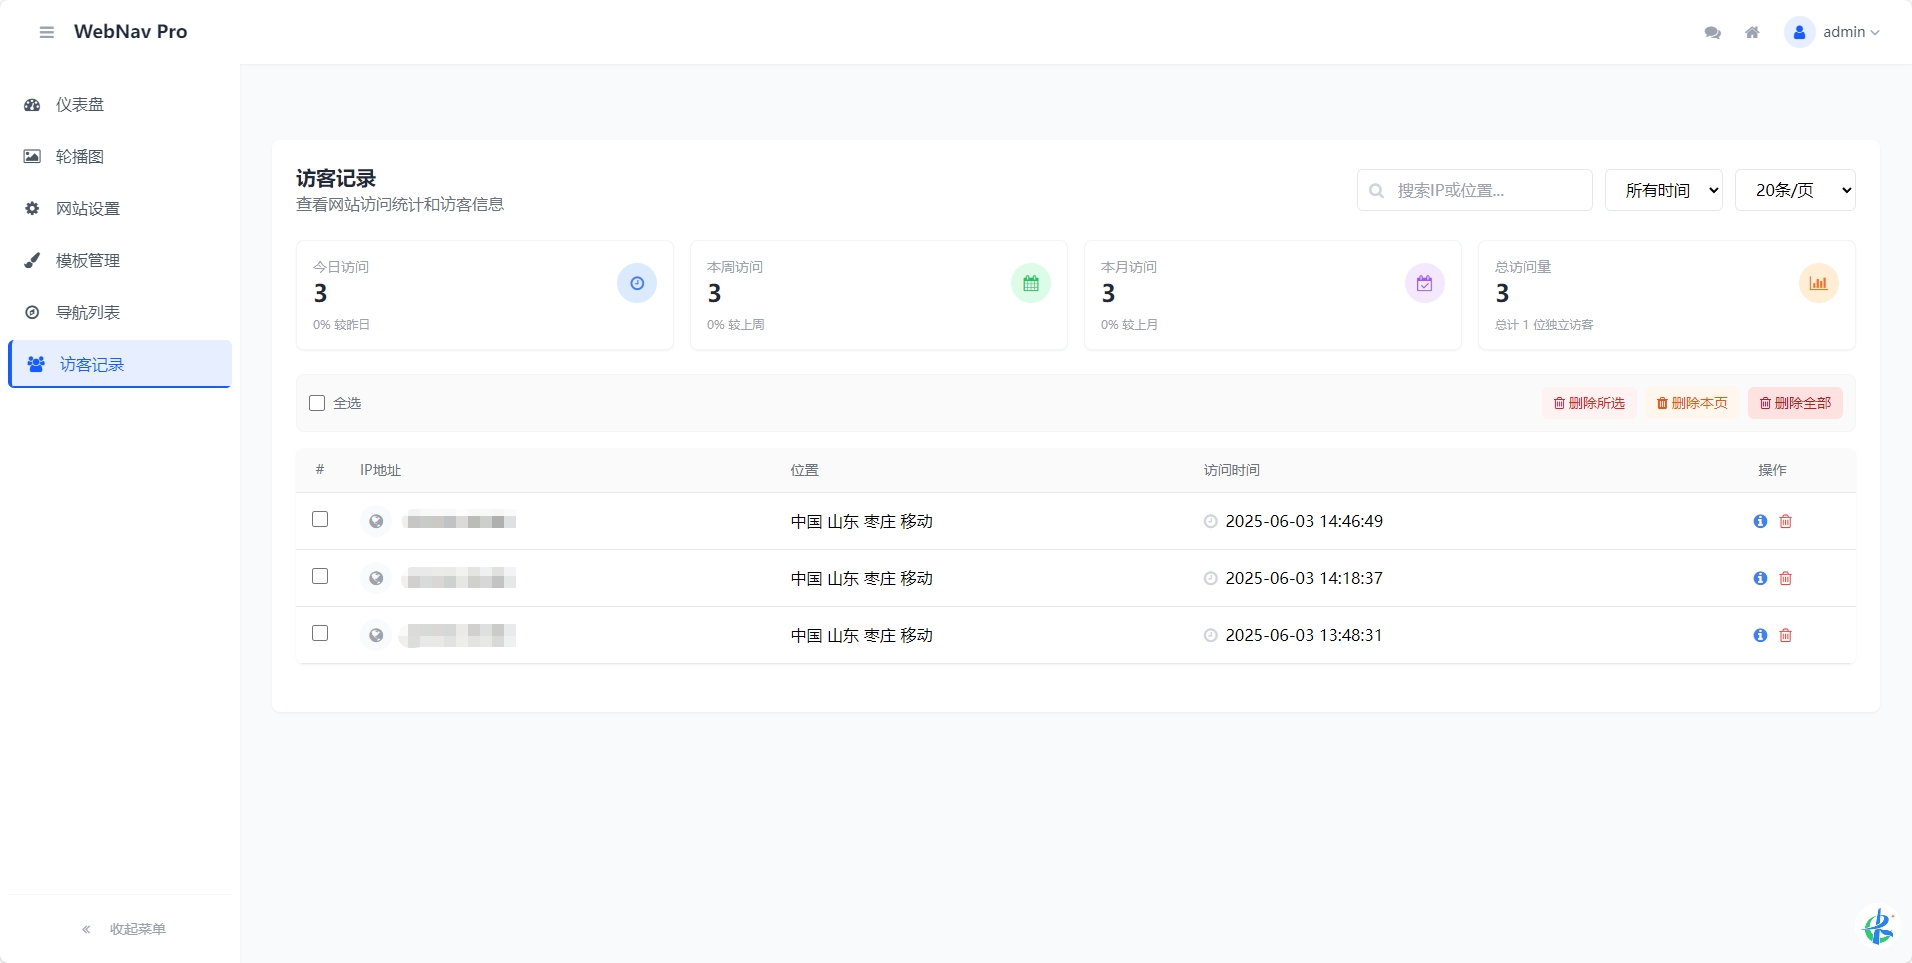 WebNav Pro
admin
仪表盘
轮播图
网站设置
模板管理
导航列表
访客记录
收起菜单
访客记录
查看网站访问统计和访客信息
搜索IP或位置...
所有时间
20条/页
今日访问
3
0% 较昨日
本周访问
3
0% 较上周
本月访问
3
0% 较上月
总访问量
3
总计 1 位独立访客
全选
删除所选
删除本页
删除全部
# IP地址 位置 访问时间 操作
中国 山东 枣庄 移动 2025-06-03 14:46:49
中国 山东 枣庄 移动 2025-06-03 14:18:37
中国 山东 枣庄 移动 2025-06-03 13:48:31